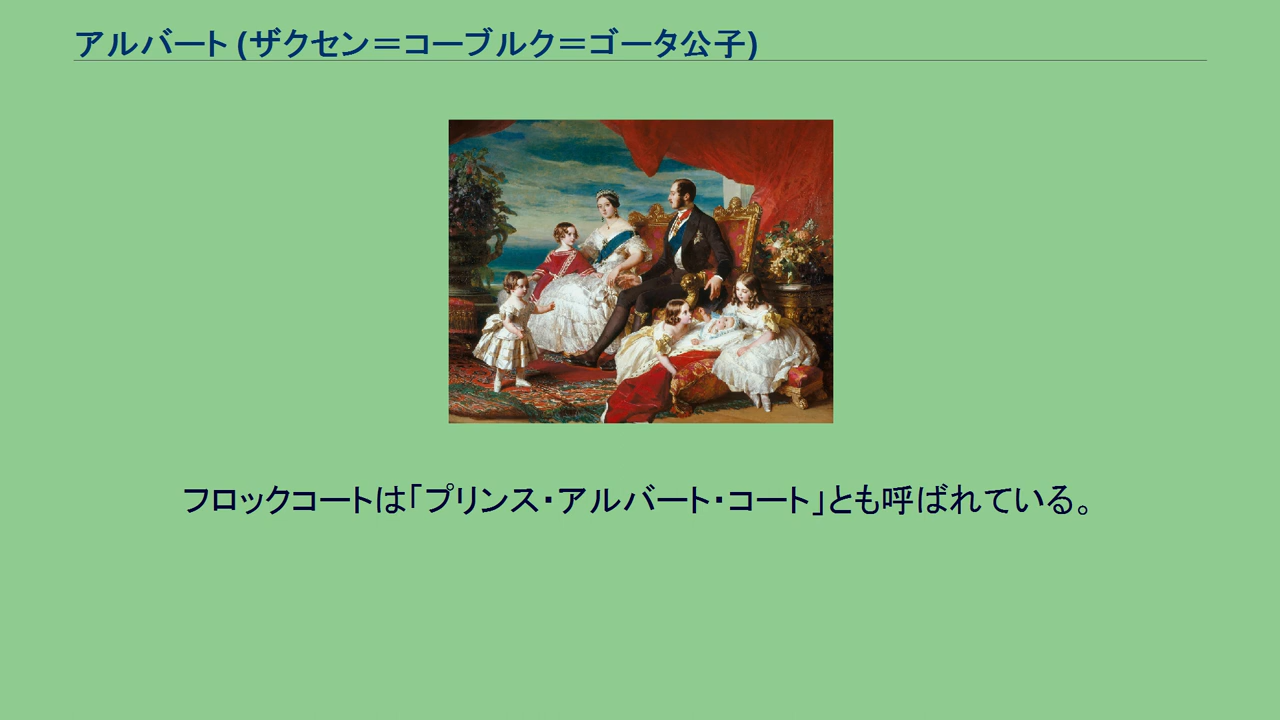 アルバート (ザクセン＝コーブルク＝ゴータ公子)
フロックコートは「プリンス・アルバート・コート」とも呼ばれている。